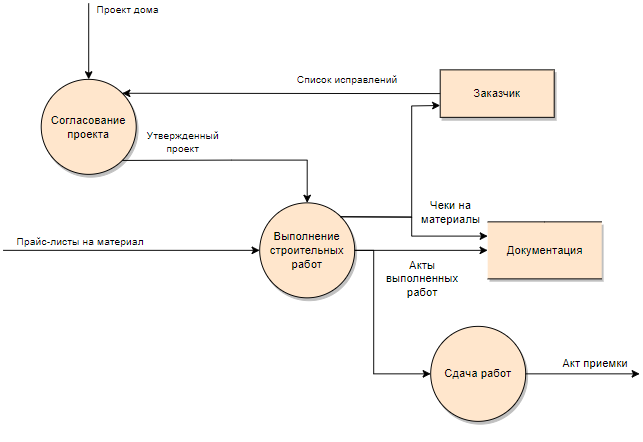 Проект дома
Список исправлений
Заказчик
Согласование
проекта
Утвержденный
проект
Чеки на
материалы
Прайс-листы на материал
Выполнение
строительных
работ
Документация
Акты
выполненных
работ
Сдача работ
Акт приемки